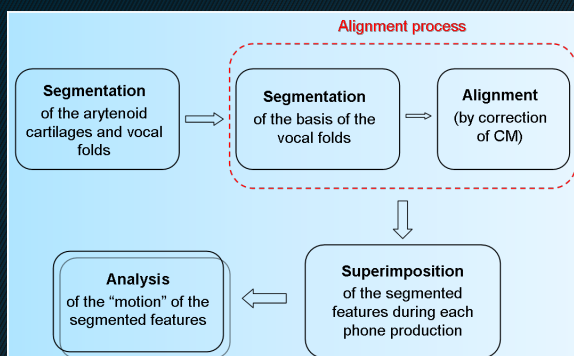 Alignment process
Segmentation
of the arytenoid
cartilages and vocal
folds
Segmentation
of the basis of the
vocal folds
Alignment
(by correction
of CM)
Superimposition
of the segmented
features during each
phone production
Analysis
of the “motion” of the
segmented features